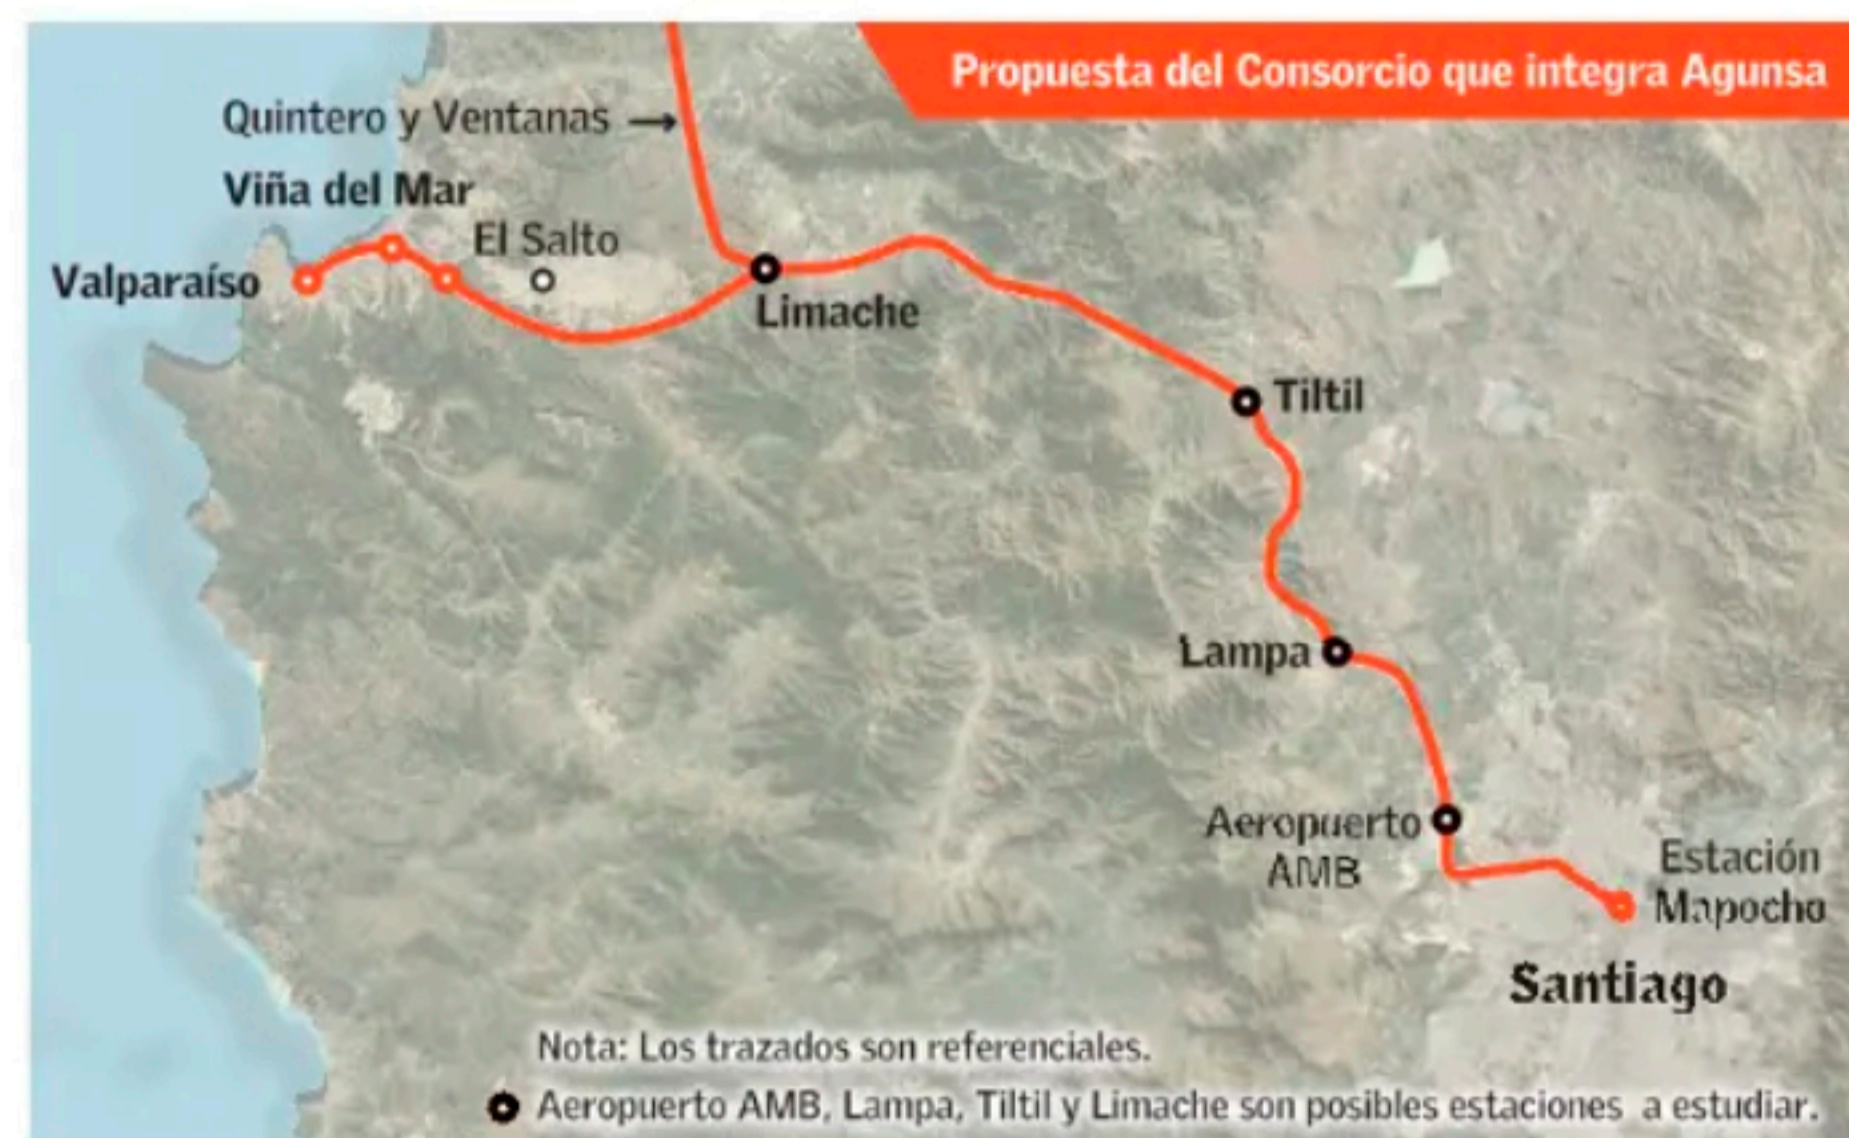 Propuesta del Consorcio que integra Agunsa
Quintero y Ventanas
Viña del Mar
El Salto
Valparaíso
Limache
Tiltil
Lampa
Aeropuerto
AMB
Estación
Mapocho
Santiago
Nota: Los trazados son referenciales.
Aeropuerto AMB, Lampa, Tiltil y Limache son posibles estaciones a estudiar.